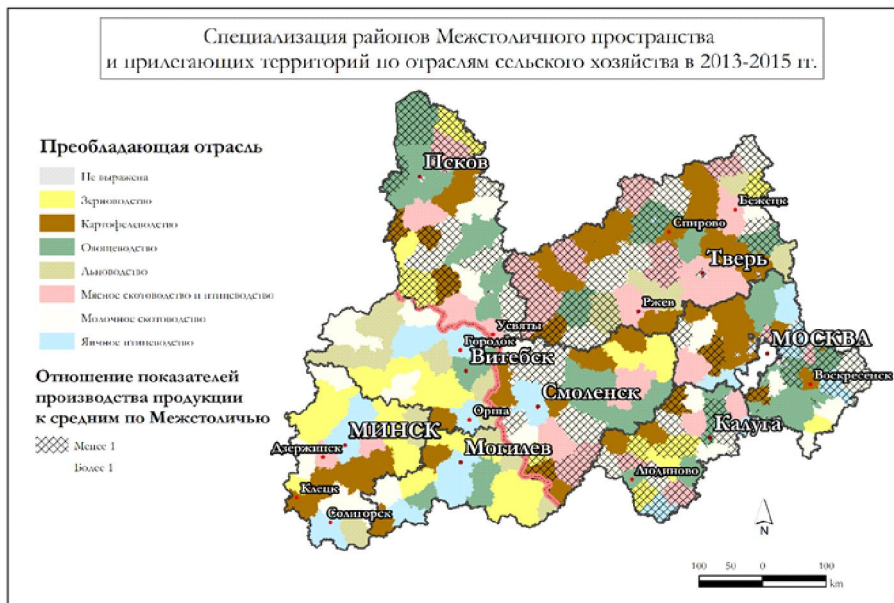 Специализация районов Межстоличного пространства
и прилегающих территорий по отраслям сельского хозяйства в 2013-2015 гг.
Преобладающая отрасль
Не выражена
Зерноводство
Картофелеводство
Овощеводство
Льноводство
Мясное скотоводство и птицеводство
Молочное скотоводство
Яичное птицеводство
Отношение показателей
производства продукции
к средним по Межстоличью
Менее 1
Более 1
Псков
Бежецк
Спирово
Тверь
Ржев
Усвяты
Городок
Витебск
МОСКВА
Воскресенск
Смоленск
Орша
МИНСК
Калуга
Дзержинск
Могилев
Людиново
Клецк
Солигорск
N
100 50 0 100
km